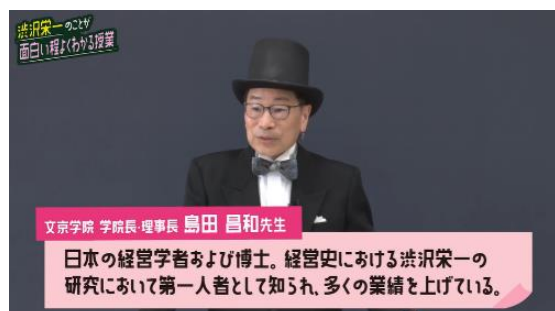 渋沢栄一のことが
面白い程よくわかる授業
文京学院 学院長・理事長 島田 昌和先生
日本の経営学者および博士。経営史における渋沢栄一の
研究において第一人者として知られ、多くの業績を上げている。